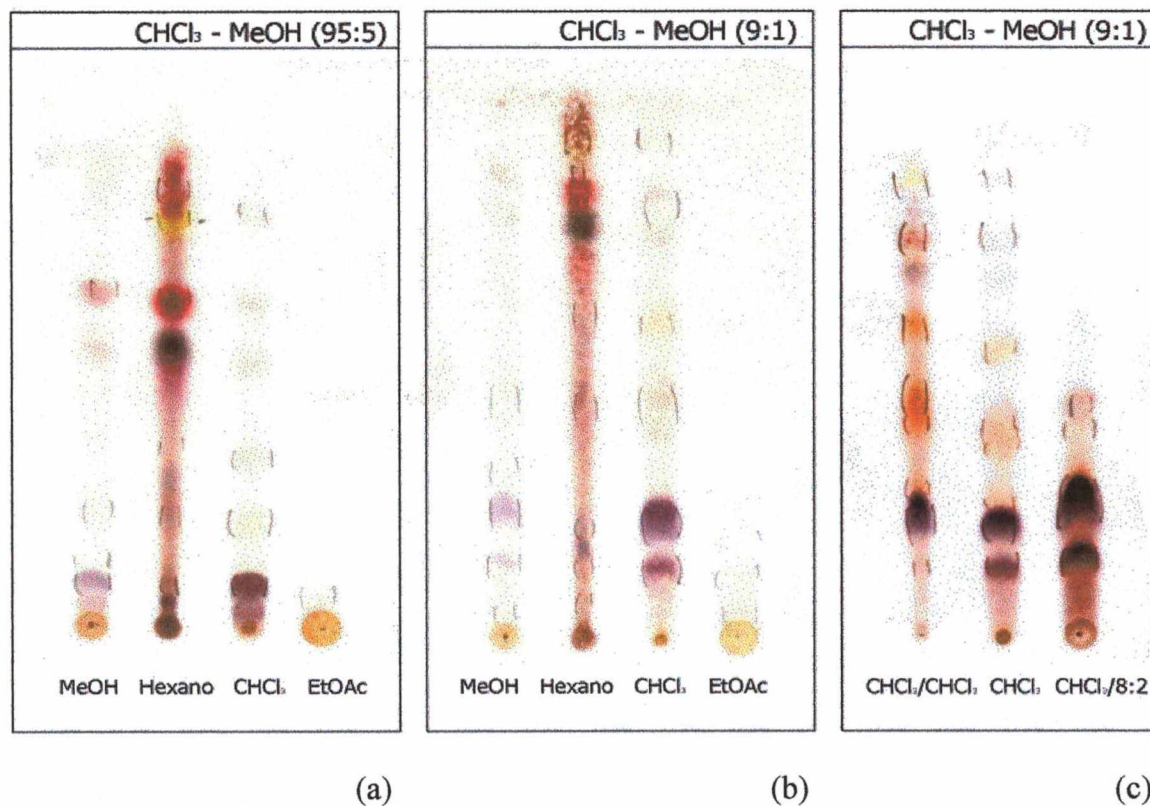 CHCl₃ - MeOH (95:5)
MeOH Hexano CHCl₃ EtOAc
(a)
CHCl₃ - MeOH (9:1)
MeOH Hexano CHCl₃ EtOAc
(b)
CHCl₃ - MeOH (9:1)
CHCl₃/CHCl₃ CHCl₃ CHCl₃/8:2
(c)